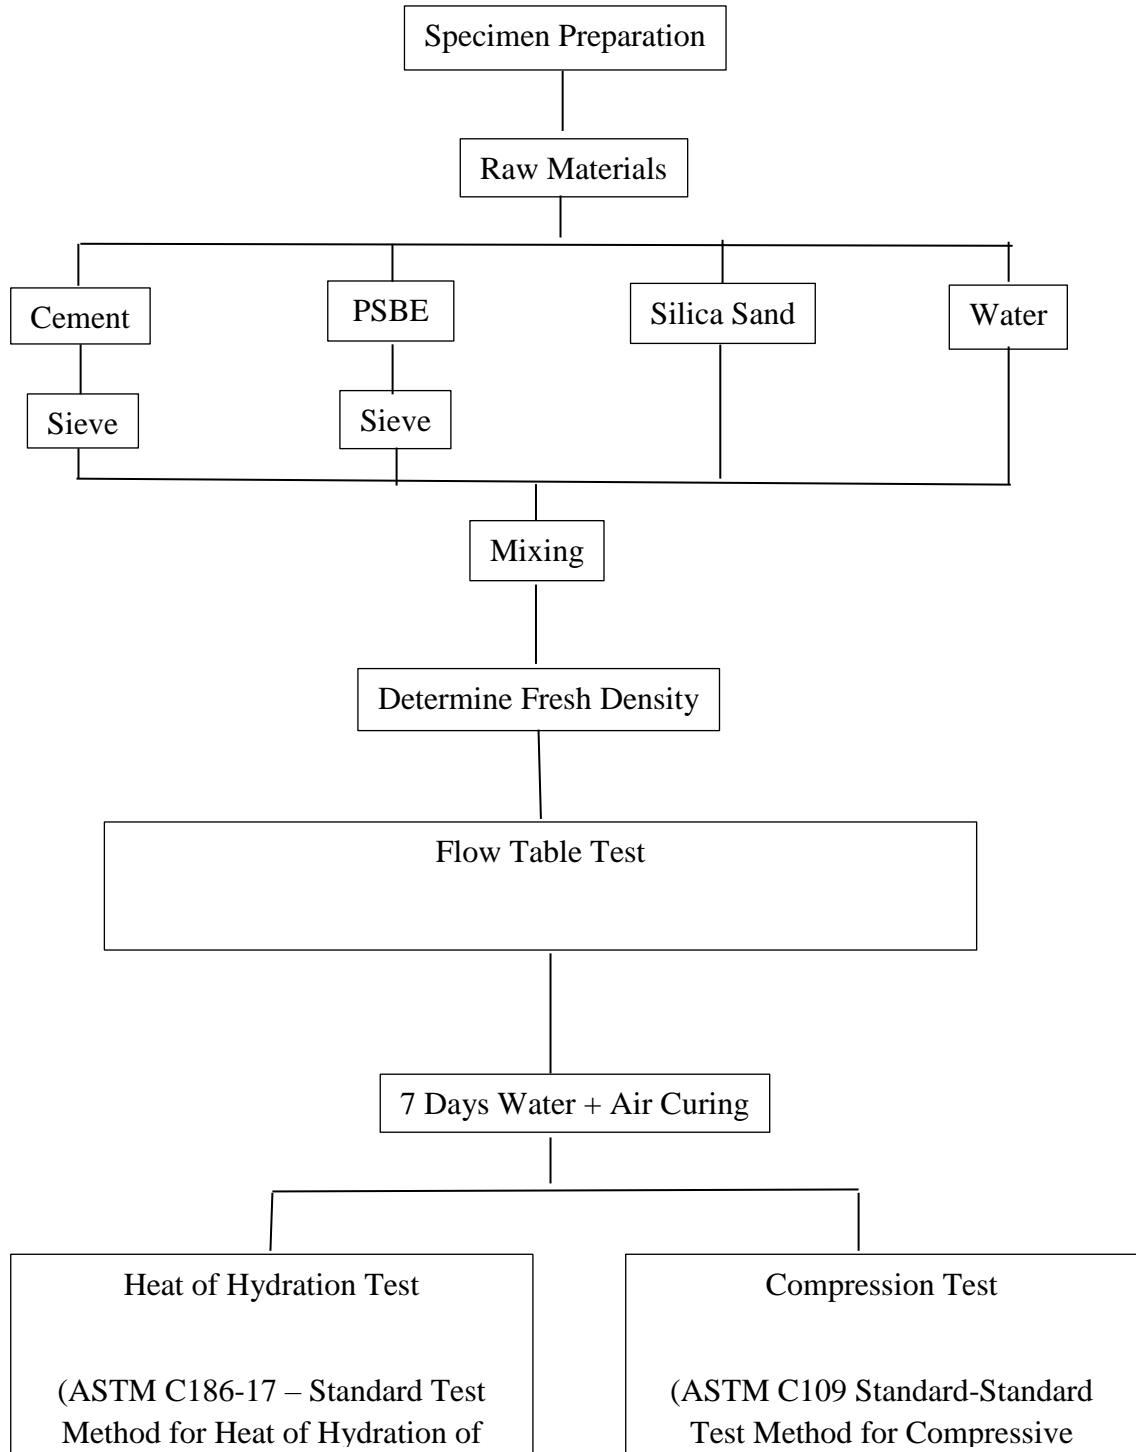 Specimen Preparation
Raw Materials
Cement
PSBE
Silica Sand
Water
Sieve
Sieve
Mixing
Determine Fresh Density
Flow Table Test
7 Days Water + Air Curing
Heat of Hydration Test
(ASTM C186-17 – Standard Test
Method for Heat of Hydration of
Compression Test
(ASTM C109 Standard-Standard
Test Method for Compressive